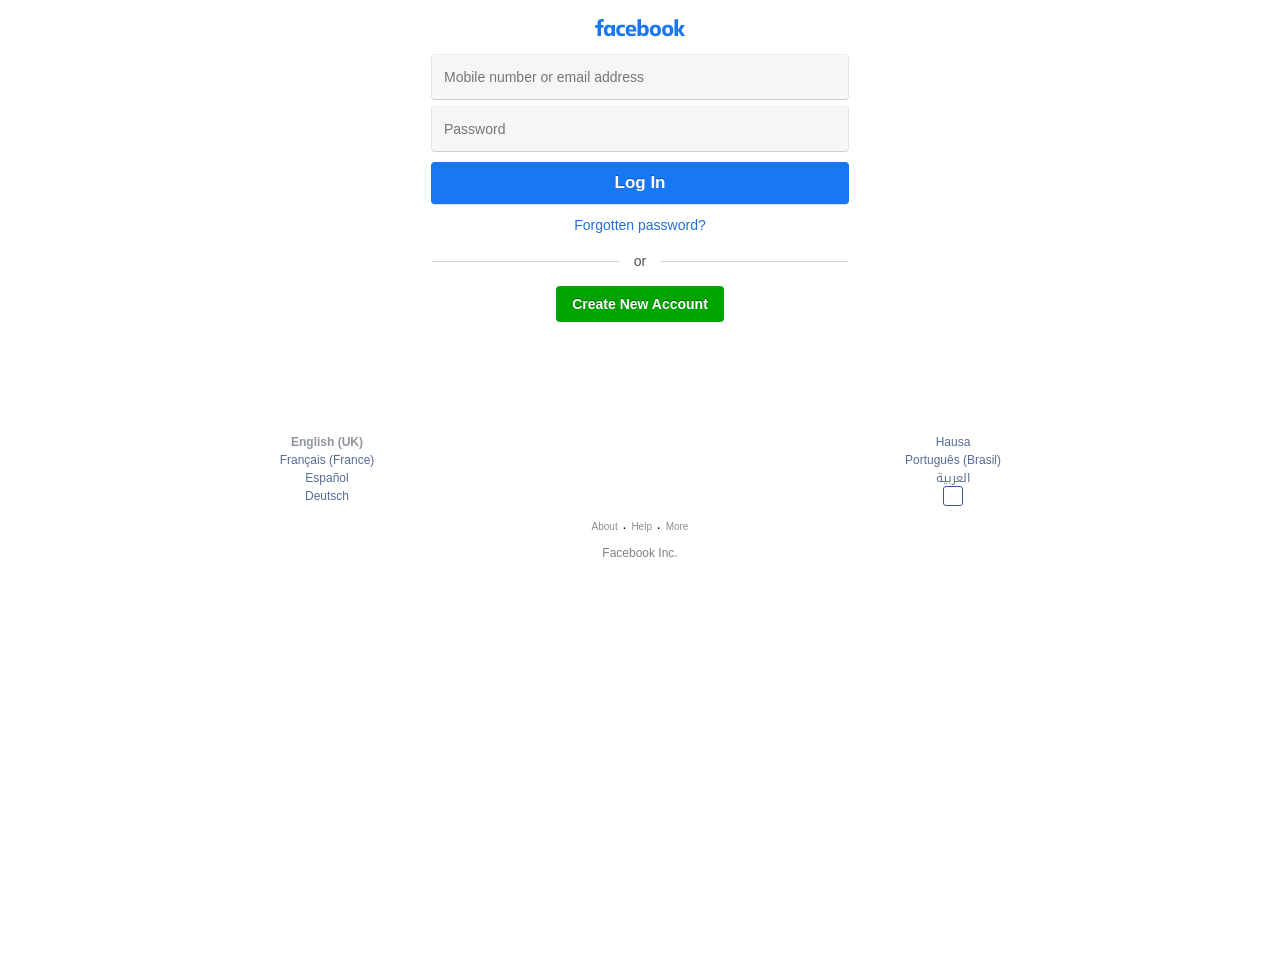 facebook
Mobile number or email address
Password
Log In
Forgotten password?
or
Create New Account
English (UK)
Français (France)
Español
Deutsch
Hausa
Português (Brasil)
العربية
About · Help · More
Facebook Inc.